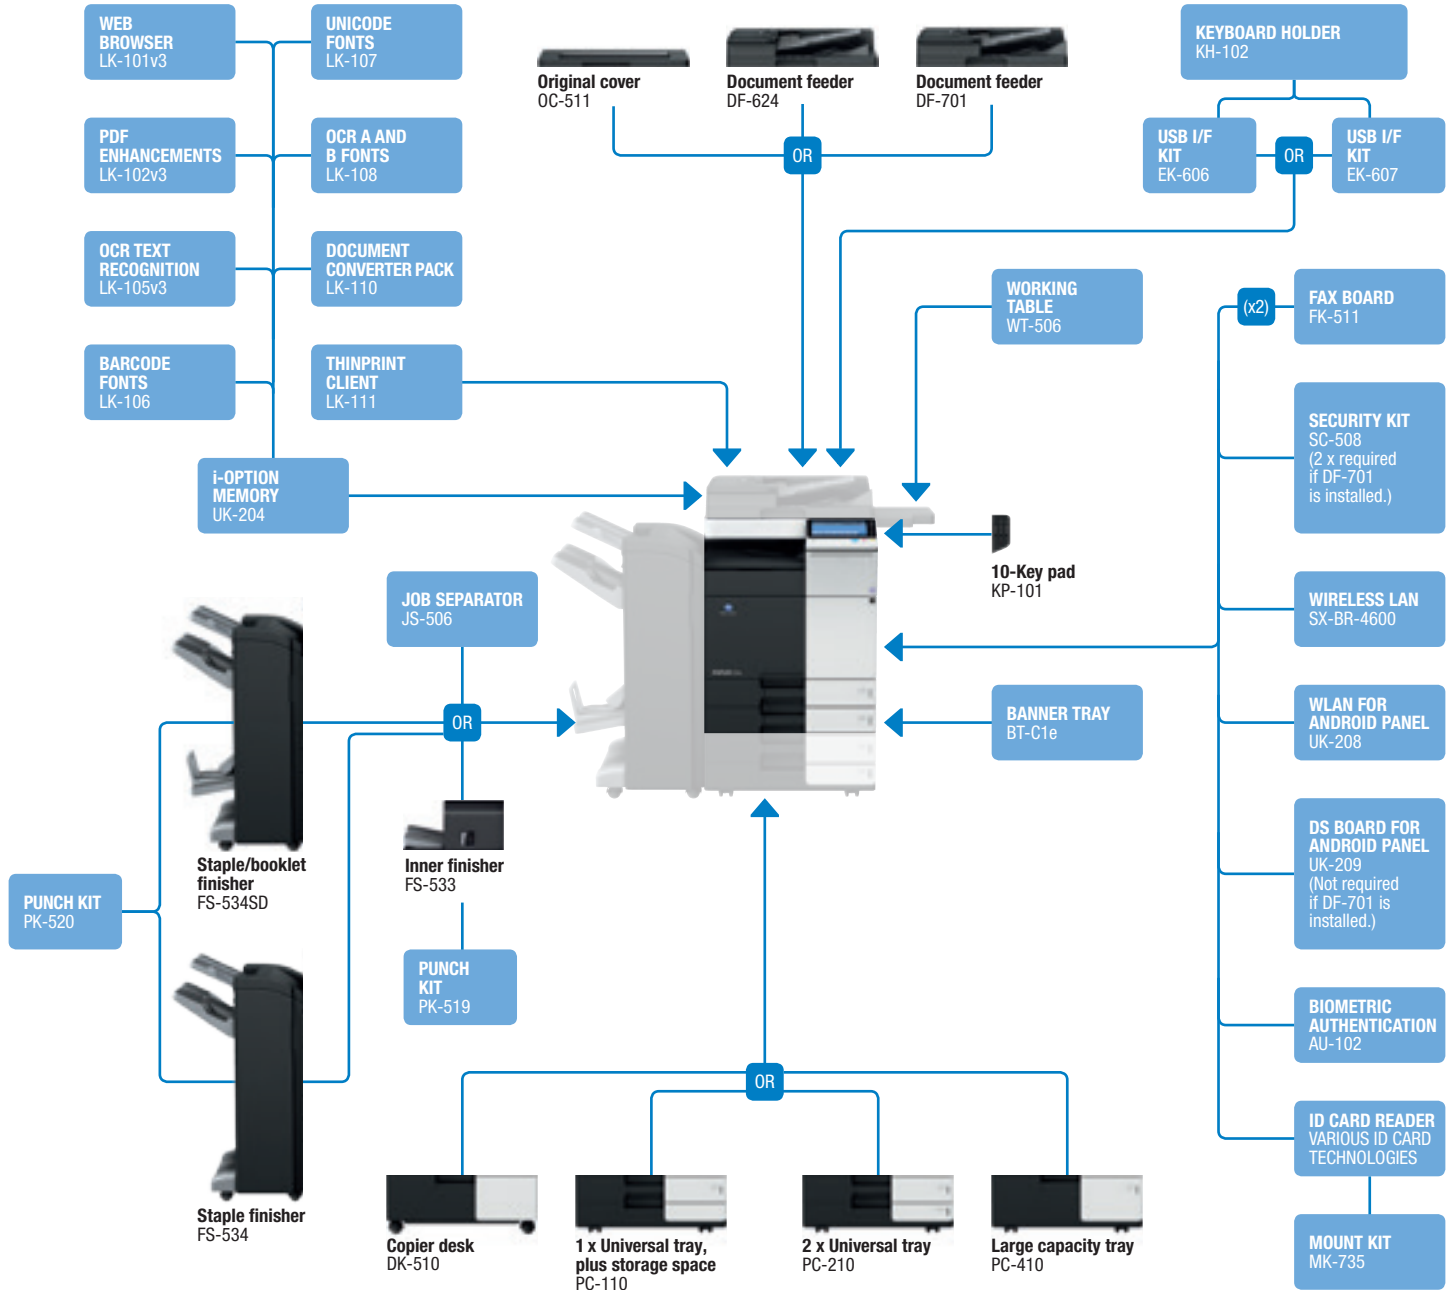 WEB
BROWSER
LK-101v3
UNICODE
FONTS
LK-107
PDF
ENHANCEMENTS
LK-102v3
OCR A AND
B FONTS
LK-108
OCR TEXT
RECOGNITION
LK-105v3
DOCUMENT
CONVERTER PACK
LK-110
BARCODE
FONTS
LK-106
THINPRINT
CLIENT
LK-111
i-OPTION
MEMORY
UK-204
Original cover
OC-511
Document feeder
DF-624
Document feeder
DF-701
OR
KEYBOARD HOLDER
KH-102
USB I/F
KIT
EK-606
OR
USB I/F
KIT
EK-607
WORKING
TABLE
WT-506
(x2)
FAX BOARD
FK-511
SECURITY KIT
SC-508
(2 x required
if DF-701
is installed.)
10-Key pad
KP-101
WIRELESS LAN
SX-BR-4600
JOB SEPARATOR
JS-506
OR
BANNER TRAY
BT-C1e
WLAN FOR
ANDROID PANEL
UK-208
DS BOARD FOR
ANDROID PANEL
UK-209
(Not required
if DF-701 is
installed.)
Staple/booklet
finisher
FS-534SD
Inner finisher
FS-533
PUNCH KIT
PK-520
PUNCH
KIT
PK-519
BIOMETRIC
AUTHENTICATION
AU-102
OR
ID CARD READER
VARIOUS ID CARD
TECHNOLOGIES
Staple finisher
FS-534
Copier desk
DK-510
1 x Universal tray,
plus storage space
PC-110
2 x Universal tray
PC-210
Large capacity tray
PC-410
MOUNT KIT
MK-735